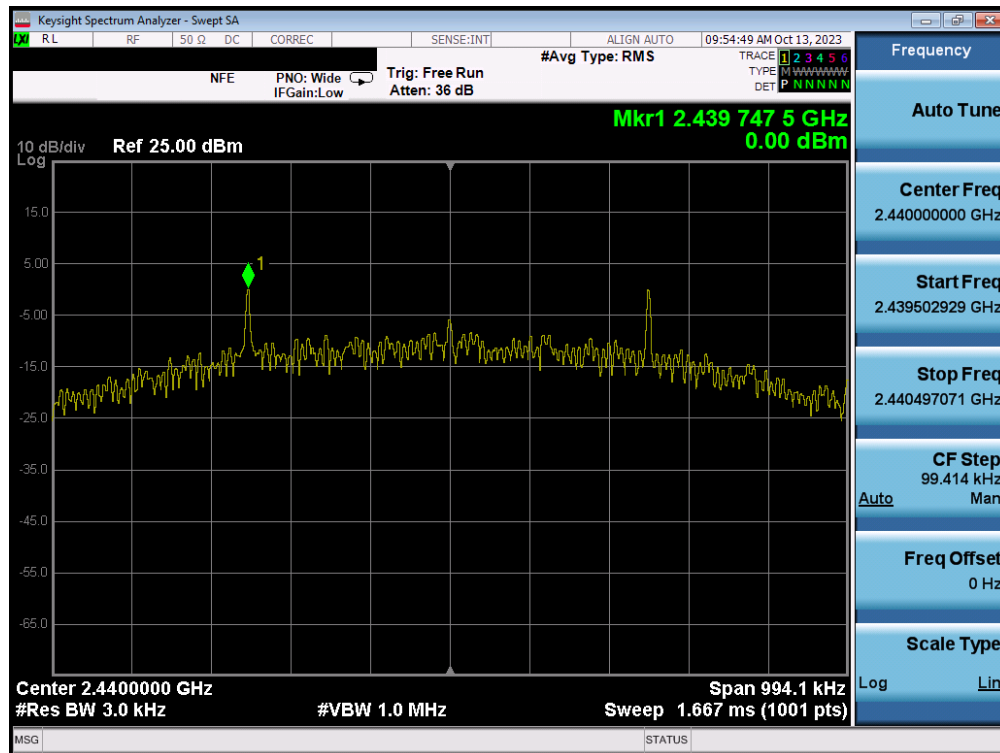 Keysight Spectrum Analyzer - Swept SA
LXI RL RF 50 Ω DC CORREC SENSE:INT ALIGN AUTO 09:54:49 AM Oct 13, 2023
NFE PNO: Wide
IFGain:Low
Trig: Free Run
Atten: 36 dB
#Avg Type: RMS
TRACE 1 2 3 4 5 6
TYPE M W W W W W
DET P N N N N N
Mkr1 2.439 747 5 GHz
0.00 dBm
10 dB/div Ref 25.00 dBm
Log
15.0
5.00
1
-5.00
-15.0
-25.0
-35.0
-45.0
-55.0
-65.0
Center 2.4400000 GHz Span 994.1 kHz
#Res BW 3.0 kHz #VBW 1.0 MHz Sweep 1.667 ms (1001 pts)
MSG STATUS
Frequency
Auto Tune
Center Freq
2.440000000 GHz
Start Freq
2.439502929 GHz
Stop Freq
2.440497071 GHz
CF Step
99.414 kHz
Auto Man
Freq Offset
0 Hz
Scale Type
Log Lin